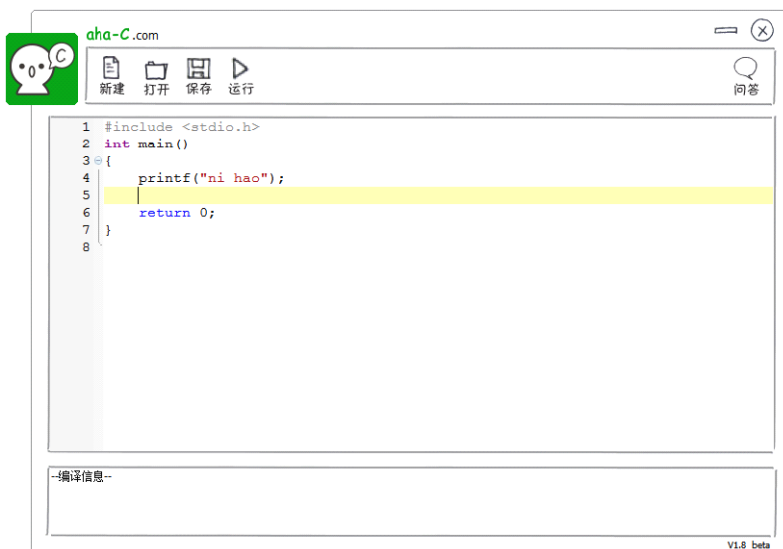 aha-C.com
C
新建 打开 保存 运行 问答
1 #include <stdio.h>
2 int main()
3 {
4 printf("ni hao");
5
6 return 0;
7 }
8
--编译信息--
V1.8 beta